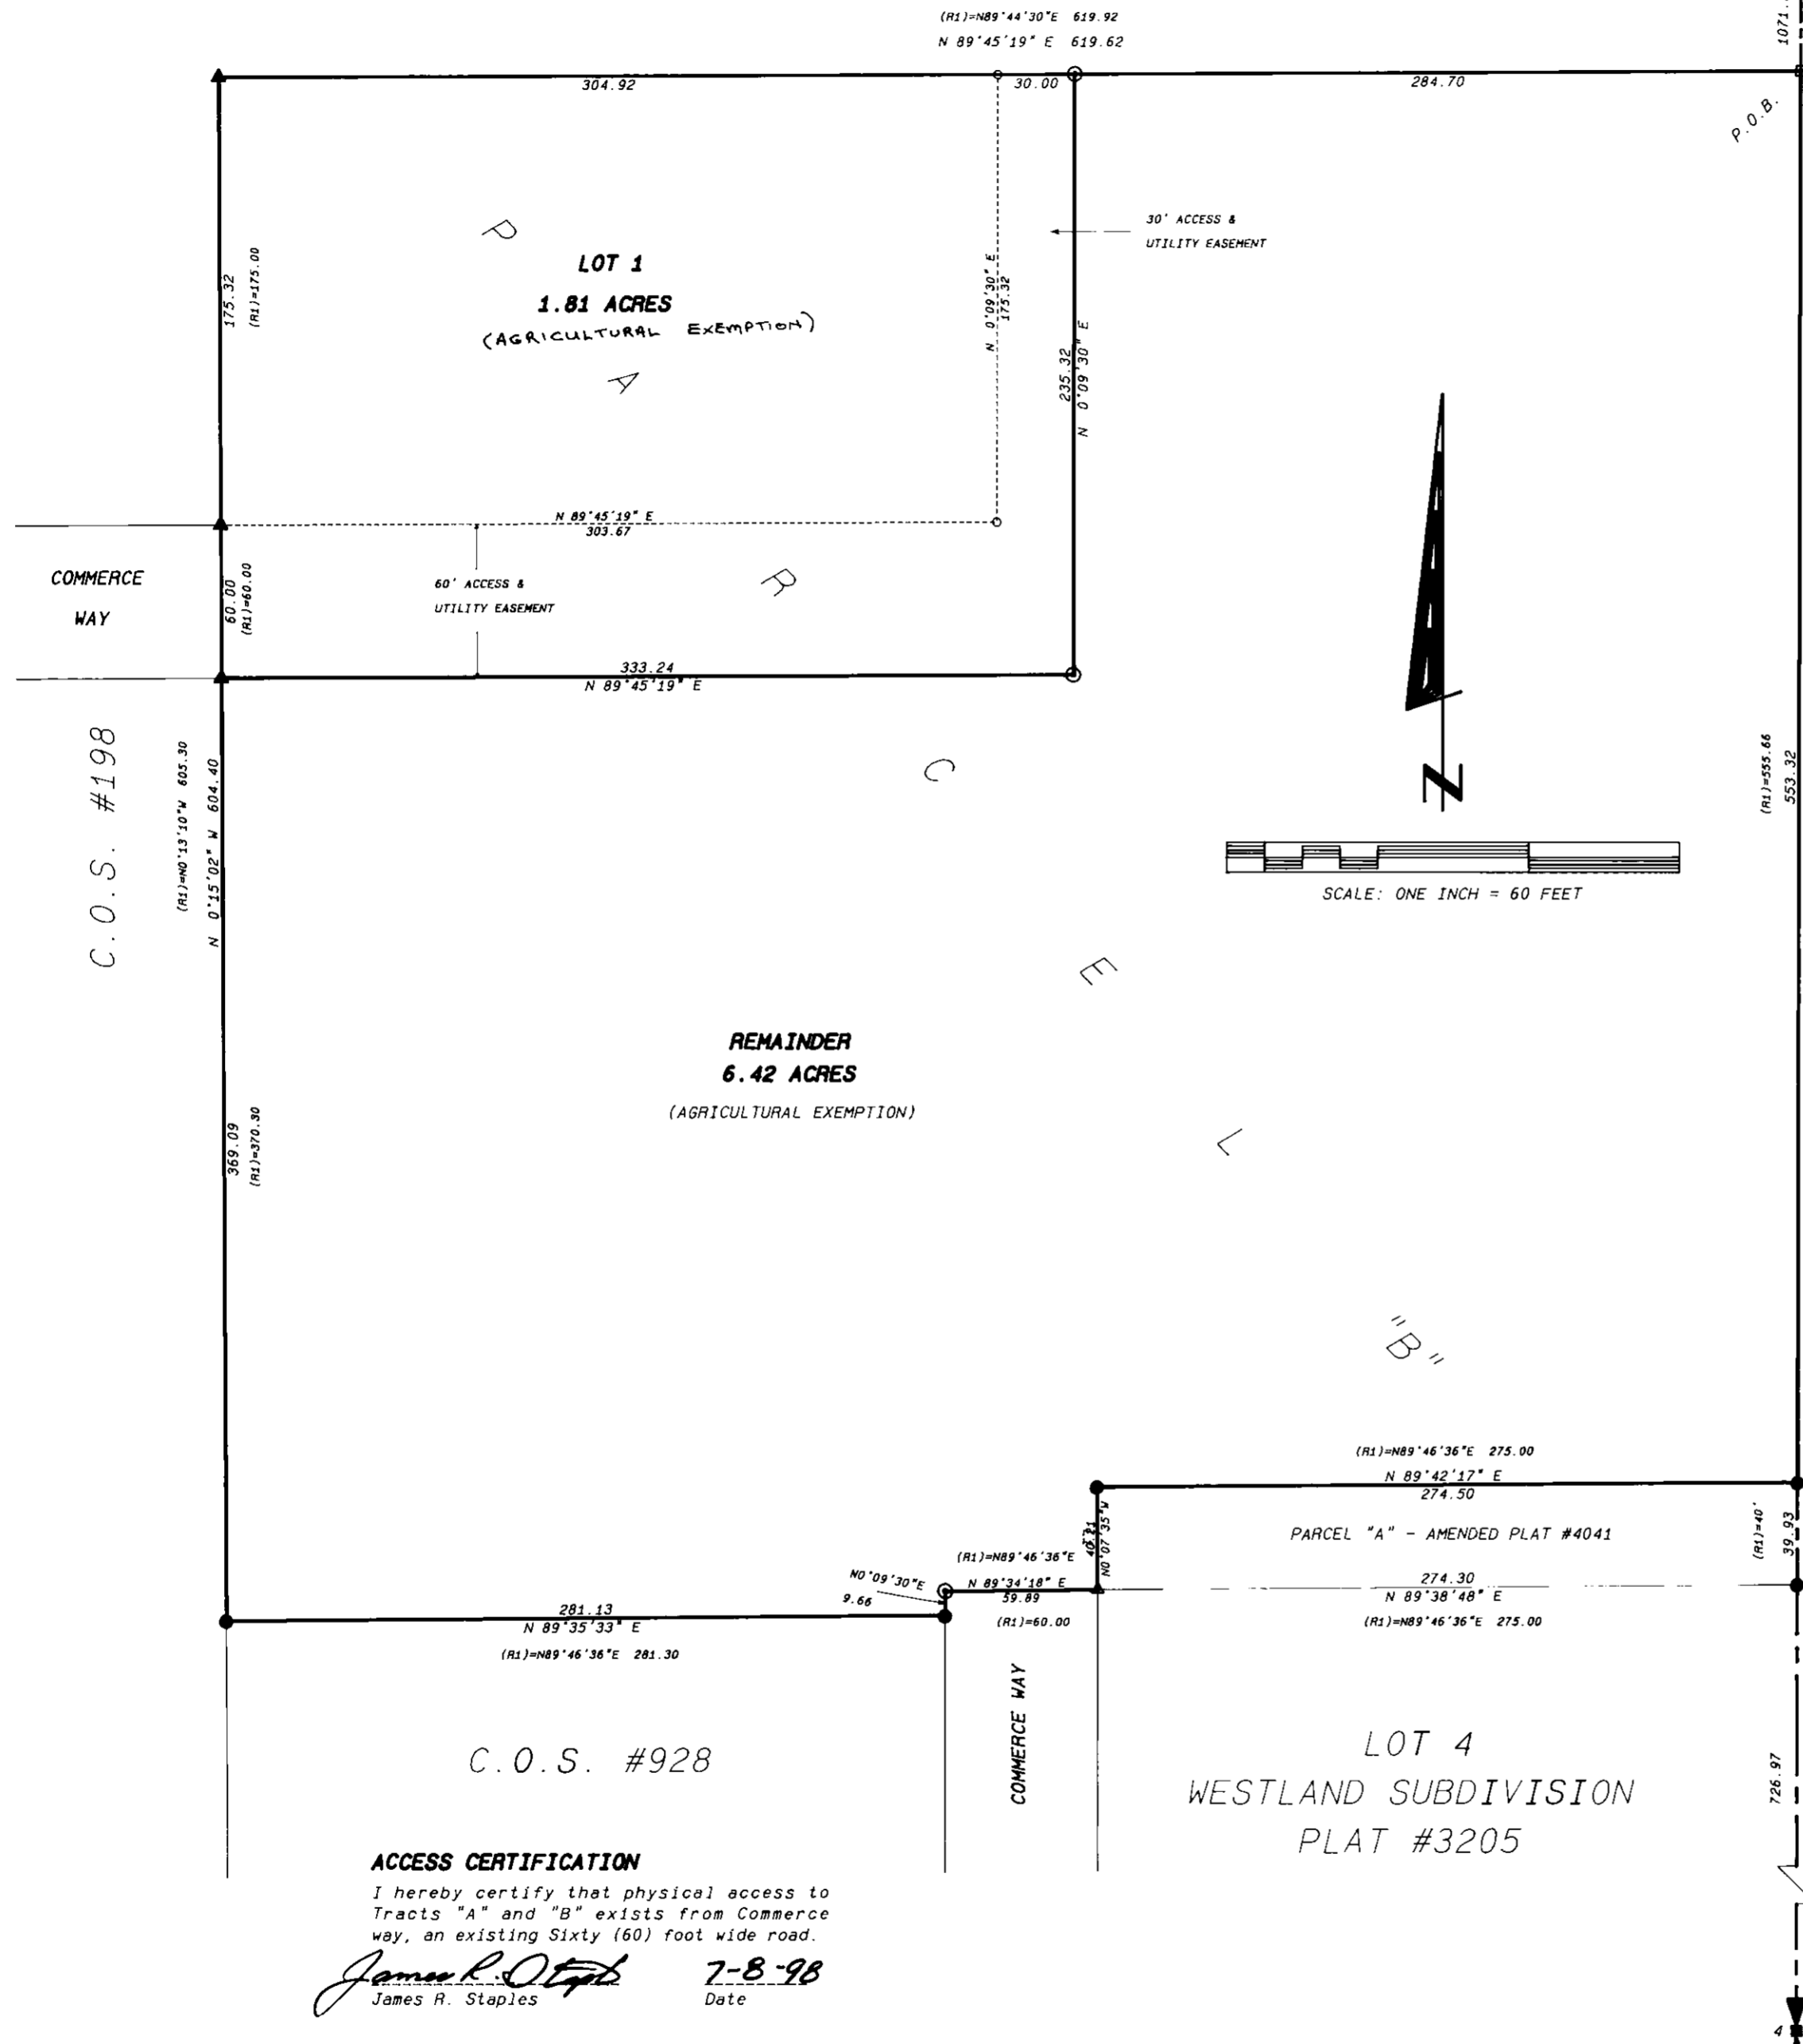 (R1)=N89°44'30"E 619.92
N 89°45'19" E 619.62
1071.
304.92
30.00
284.70
P.O.B.
175.32
(R1)=175.00
P
LOT 1
1.81 ACRES
(AGRICULTURAL EXEMPTION)
A
N 0°09'30" E
175.32
30' ACCESS &
UTILITY EASEMENT
235.32
N 0°09'30" E
N 89°45'19" E
303.67
COMMERCE
WAY
60.00
(R1)=60.00
60' ACCESS &
UTILITY EASEMENT
R
333.24
N 89°45'19" E
C.O.S. #198
(R1)=N0°13'10"W 605.30
N 0°15'02" W 604.40
C
N
(R1)=555.66
553.32
SCALE: ONE INCH = 60 FEET
E
REMAINDER
6.42 ACRES
(AGRICULTURAL EXEMPTION)
369.09
(R1)=370.30
L
"B"
(R1)=N89°46'36"E 275.00
N 89°42'17" E
274.50
PARCEL "A" - AMENDED PLAT #4041
(R1)=40'
39.93
N0°07'35"W
(R1)=N89°46'36"E
N 89°34'18" E
59.89
(R1)=60.00
N0°09'30"E
9.66
274.30
N 89°38'48" E
(R1)=N89°46'36"E 275.00
281.13
N 89°35'33" E
(R1)=N89°46'36"E 281.30
C.O.S. #928
COMMERCE WAY
LOT 4
WESTLAND SUBDIVISION
PLAT #3205
726.97
ACCESS CERTIFICATION
I hereby certify that physical access to
Tracts "A" and "B" exists from Commerce
way, an existing Sixty (60) foot wide road.
James R. Staples 7-8-98
James R. Staples Date
4